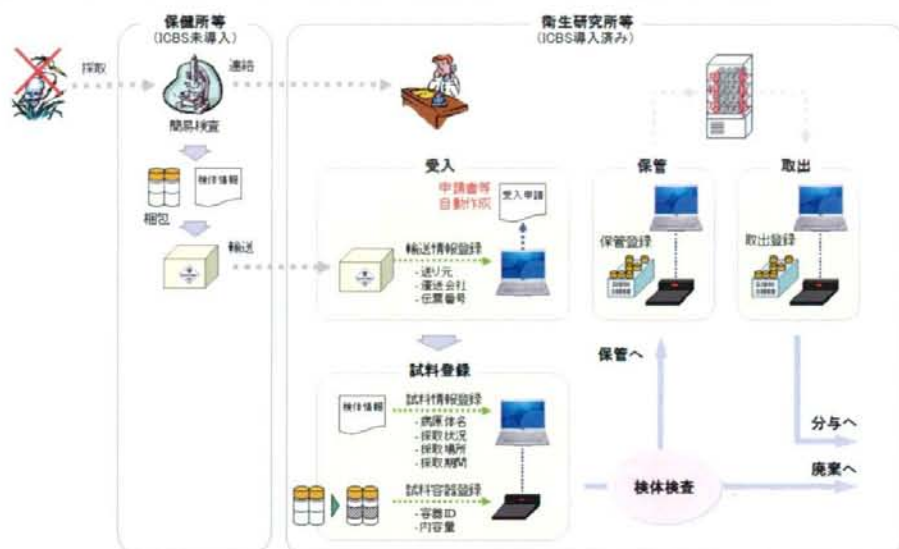 保健所等
(ICBS未導入)
衛生研究所等
(ICBS導入済み)
採取
連絡
簡易検査
検体情報
梱包
輸送
受入
申請書等
自動作成
受入申請
輸送情報登録
・送り元
・運送会社
・伝票番号
保管
保管登録
取出
取出登録
保管へ
試料登録
検体情報
試料情報登録
・病原体名
・採取状況
・採取場所
・採取期間
試料容器登録
・容器ID
・内容量
検体検査
分与へ
廃棄へ